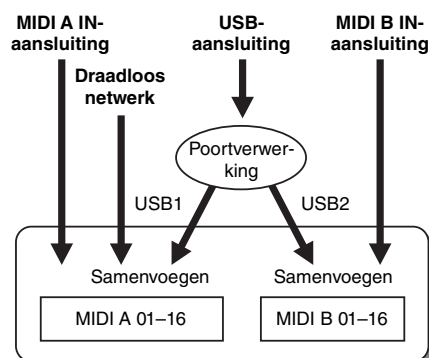 MIDI A IN-
aansluiting
USB-
aansluiting
MIDI B IN-
aansluiting
Draadloos
netwerk
Poortverwer-
king
USB1
USB2
Samenvoegen
Samenvoegen
MIDI A 01–16
MIDI B 01–16